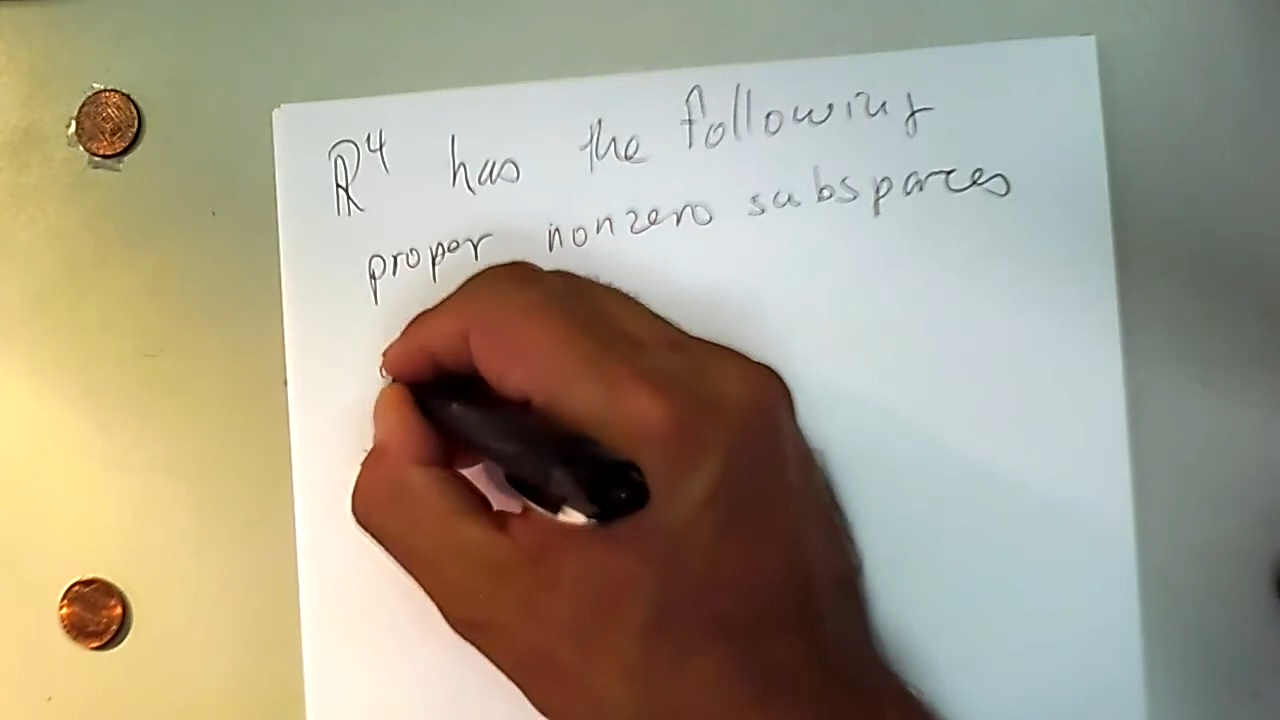 ℝ⁴ has the following
proper nonzero subspaces